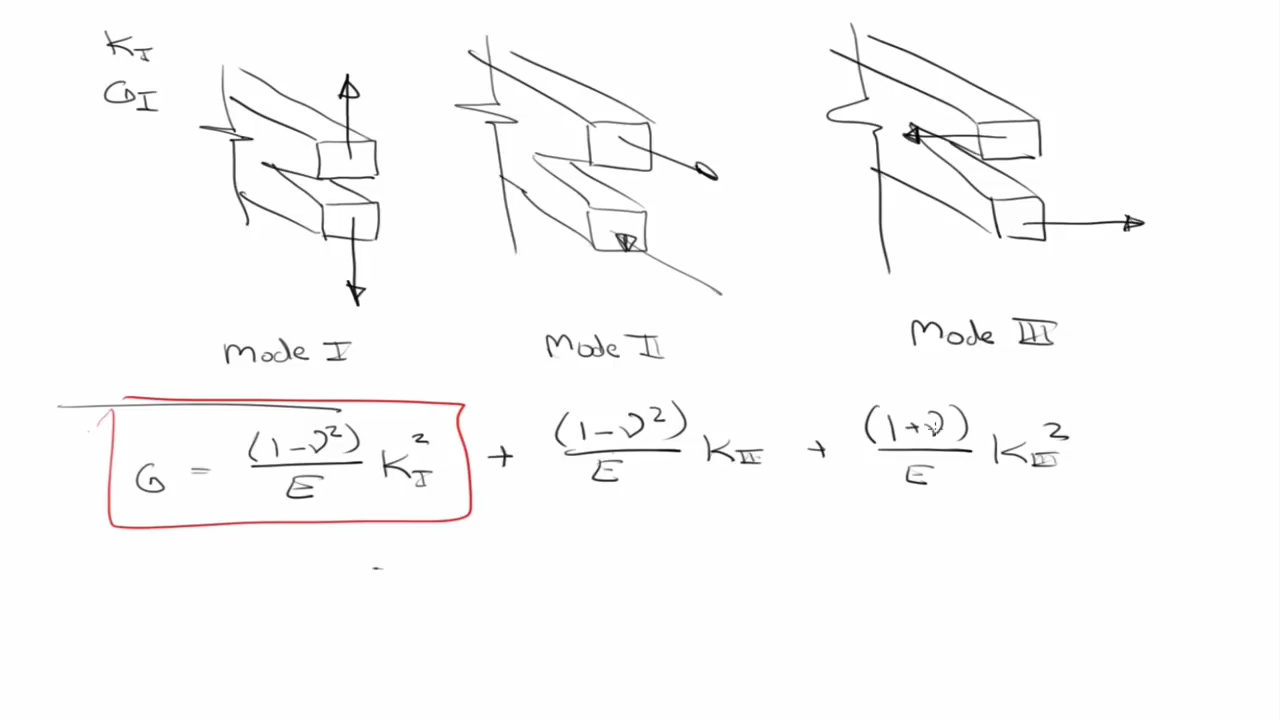 K_I
G_I
Mode I
Mode II
Mode III
G = (1-ν²)/E K_I² + (1-ν²)/E K_II + (1+ν)/E K_III²